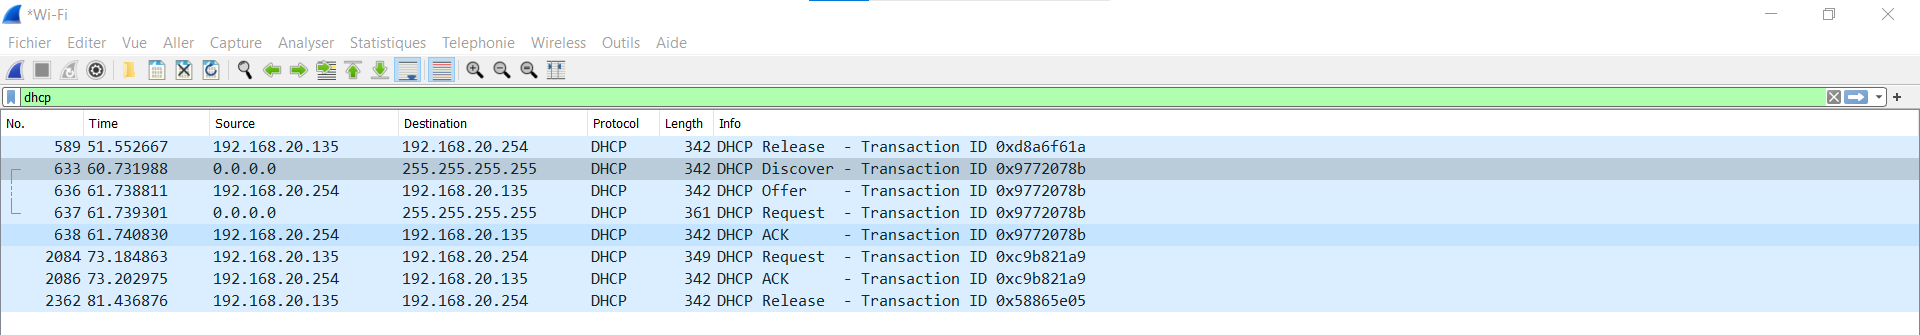 *Wi-Fi
Fichier Editer Vue Aller Capture Analyser Statistiques Telephonie Wireless Outils Aide
dhcp
No. Time Source Destination Protocol Length Info
589 51.552667 192.168.20.135 192.168.20.254 DHCP 342 DHCP Release - Transaction ID 0xd8a6f61a
633 60.731988 0.0.0.0 255.255.255.255 DHCP 342 DHCP Discover - Transaction ID 0x9772078b
636 61.738811 192.168.20.254 192.168.20.135 DHCP 342 DHCP Offer - Transaction ID 0x9772078b
637 61.739301 0.0.0.0 255.255.255.255 DHCP 361 DHCP Request - Transaction ID 0x9772078b
638 61.740830 192.168.20.254 192.168.20.135 DHCP 342 DHCP ACK - Transaction ID 0x9772078b
2084 73.184863 192.168.20.135 192.168.20.254 DHCP 349 DHCP Request - Transaction ID 0xc9b821a9
2086 73.202975 192.168.20.254 192.168.20.135 DHCP 342 DHCP ACK - Transaction ID 0xc9b821a9
2362 81.436876 192.168.20.135 192.168.20.254 DHCP 342 DHCP Release - Transaction ID 0x58865e05